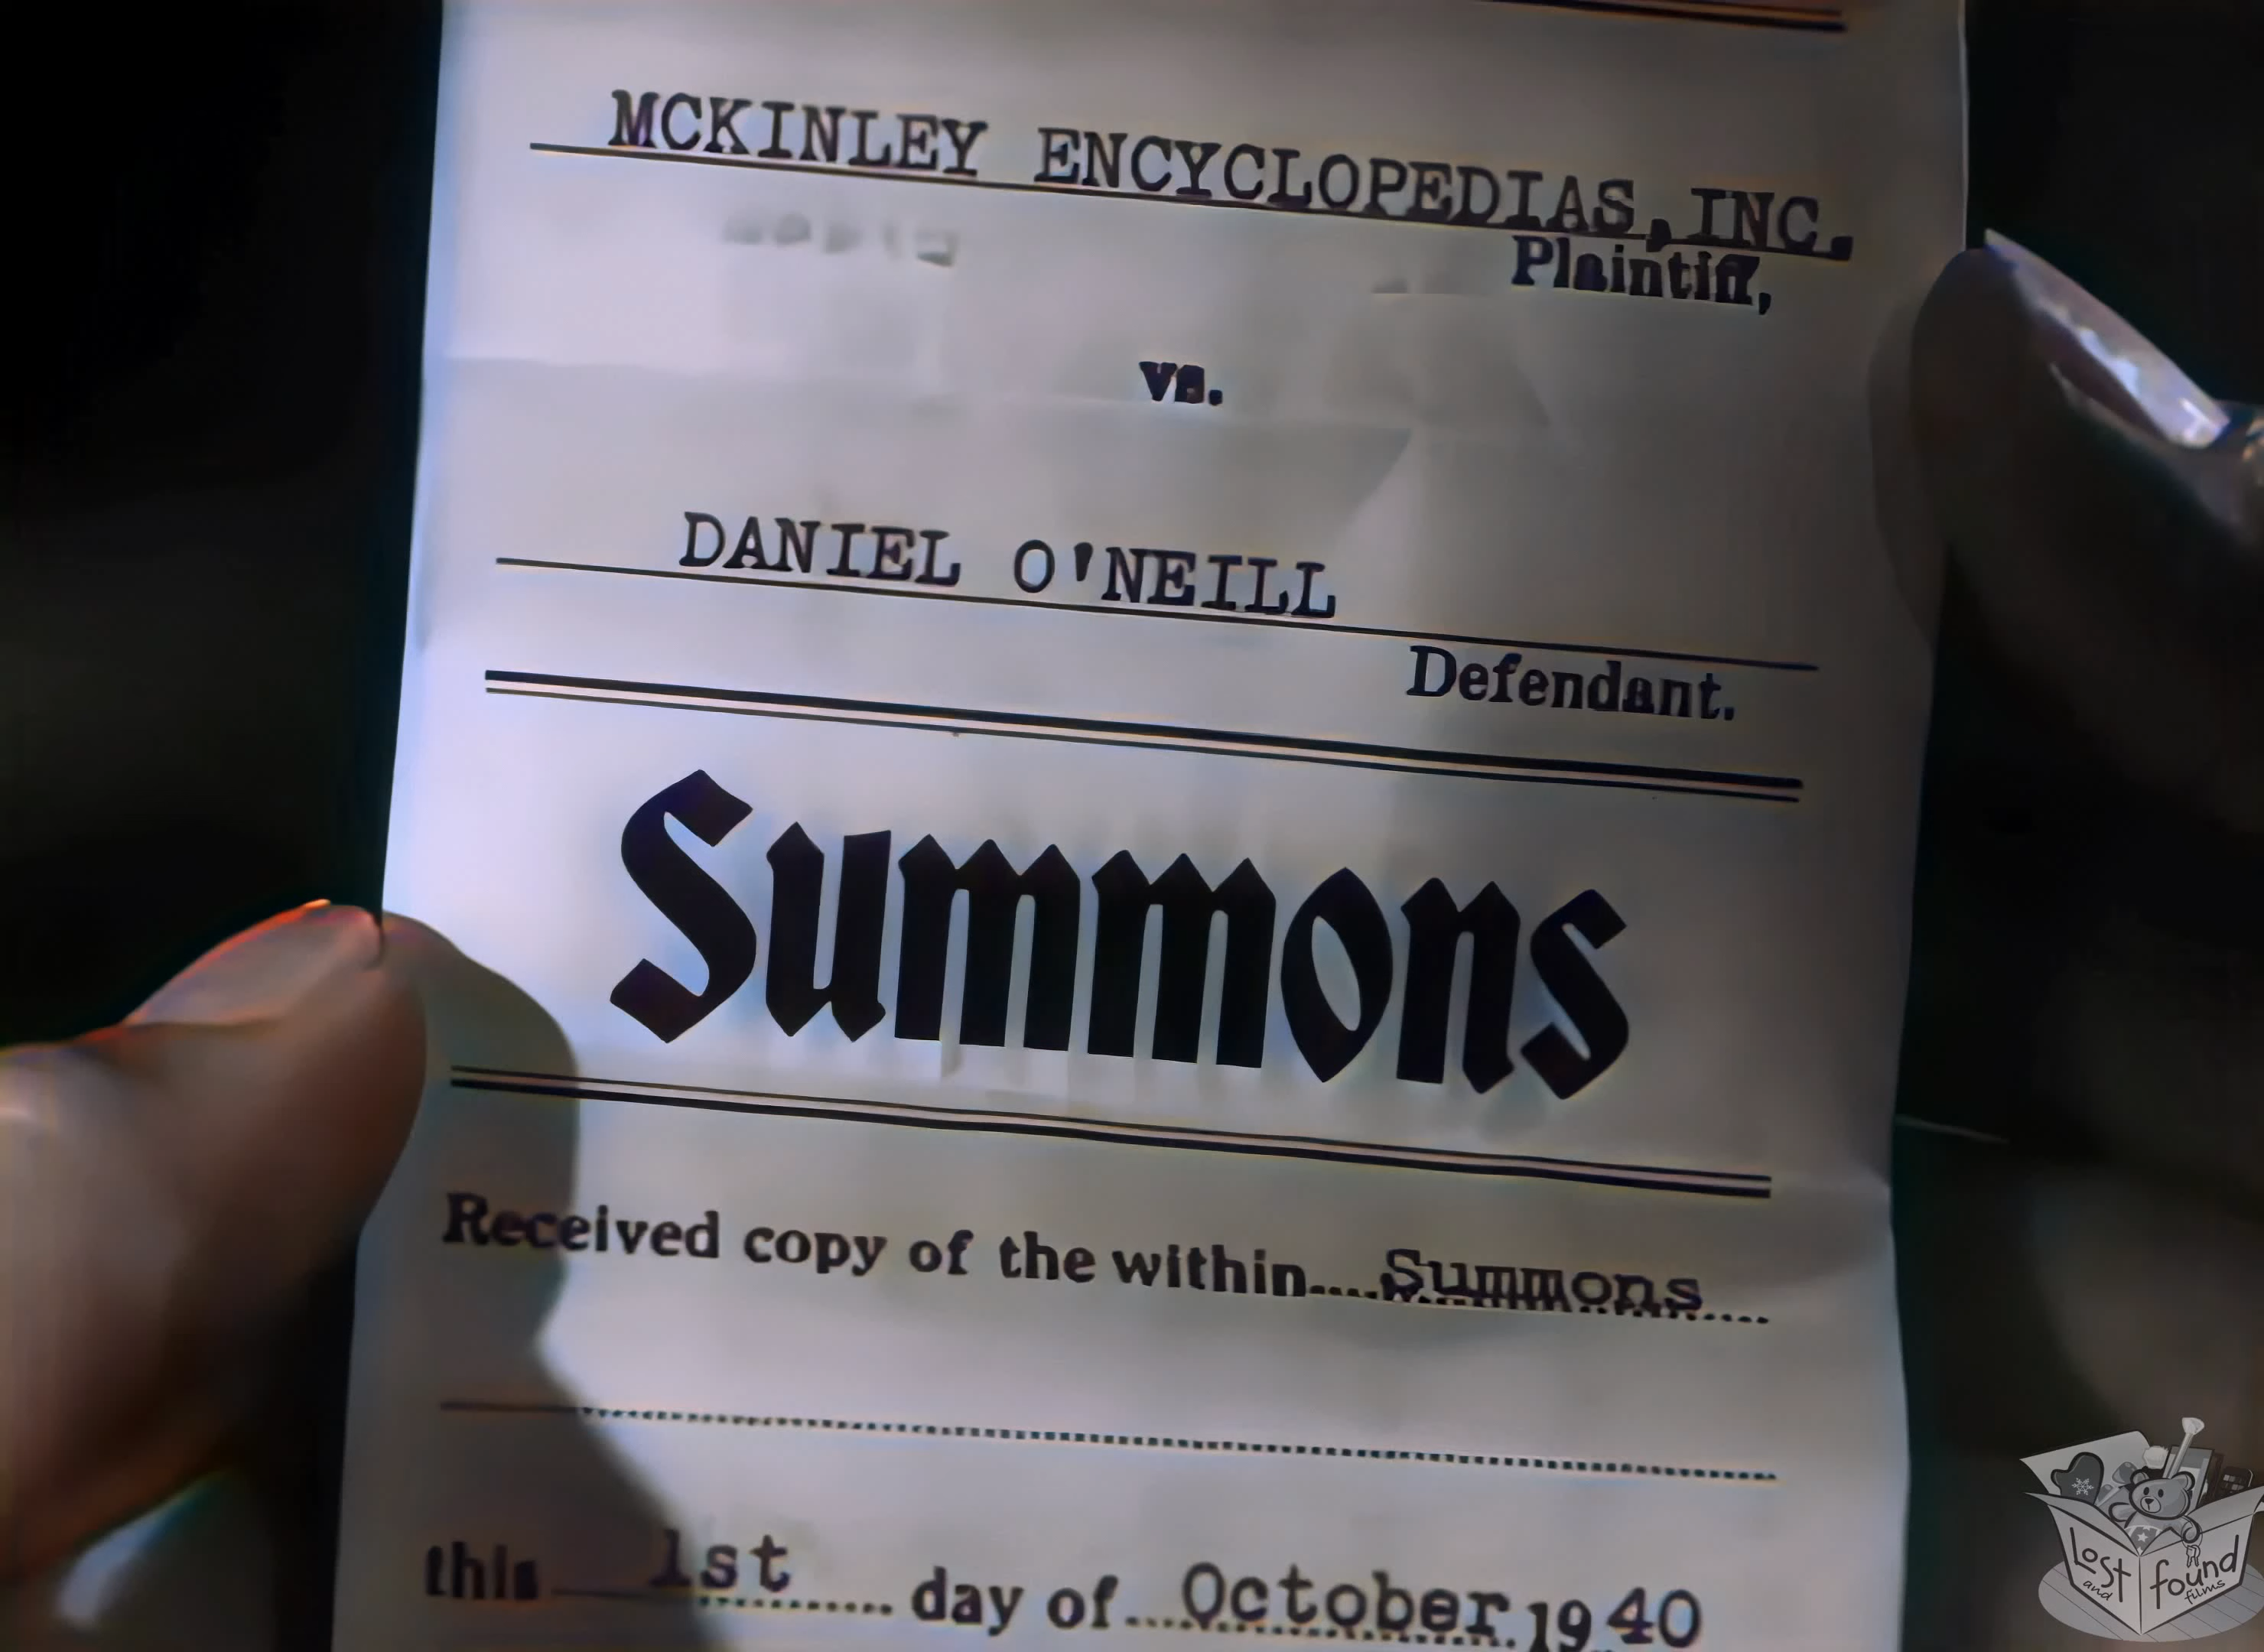 MCKINLEY ENCYCLOPEDIAS, INC.
Plaintiff,
vs.
DANIEL O'NEILL
Defendant.
Summons
Received copy of the within....Summons....
this 1st day of October 1940
Lost and found films